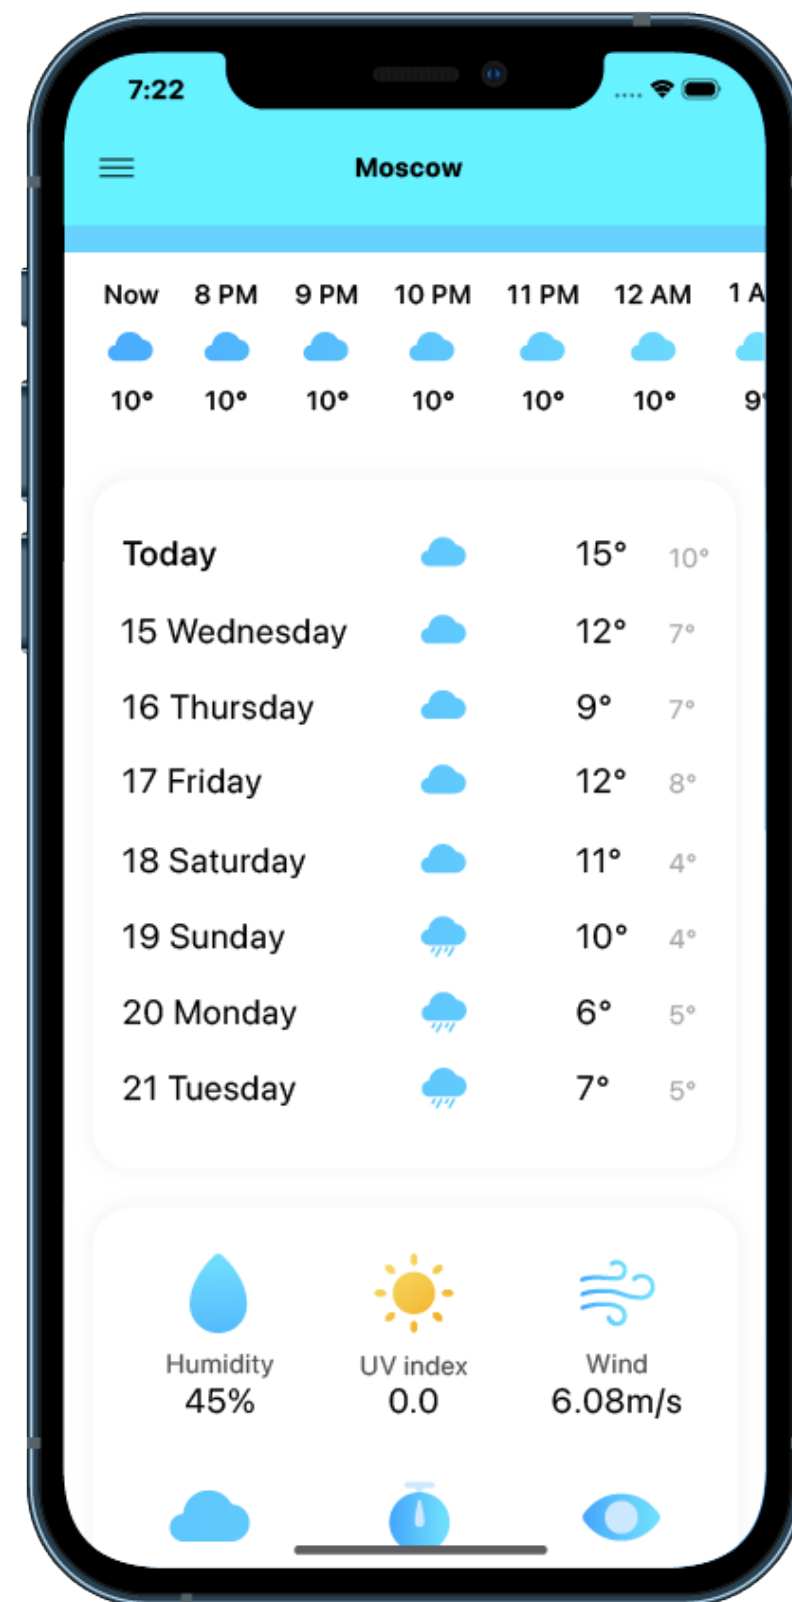 7:22
Moscow
Now 8 PM 9 PM 10 PM 11 PM 12 AM 1 A
10° 10° 10° 10° 10° 10° 9°
Today 15° 10°
15 Wednesday 12° 7°
16 Thursday 9° 7°
17 Friday 12° 8°
18 Saturday 11° 4°
19 Sunday 10° 4°
20 Monday 6° 5°
21 Tuesday 7° 5°
Humidity UV index Wind
45% 0.0 6.08m/s